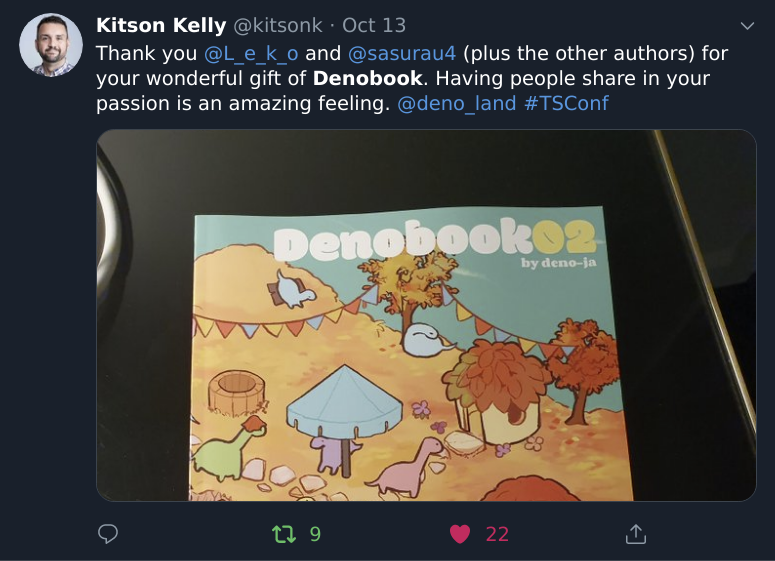 Kitson Kelly @kitsonk · Oct 13
Thank you @L_e_k_o and @sasurau4 (plus the other authors) for
your wonderful gift of Denobook. Having people share in your
passion is an amazing feeling. @deno_land #TSConf
Denobook02
by deno-ja
9 22